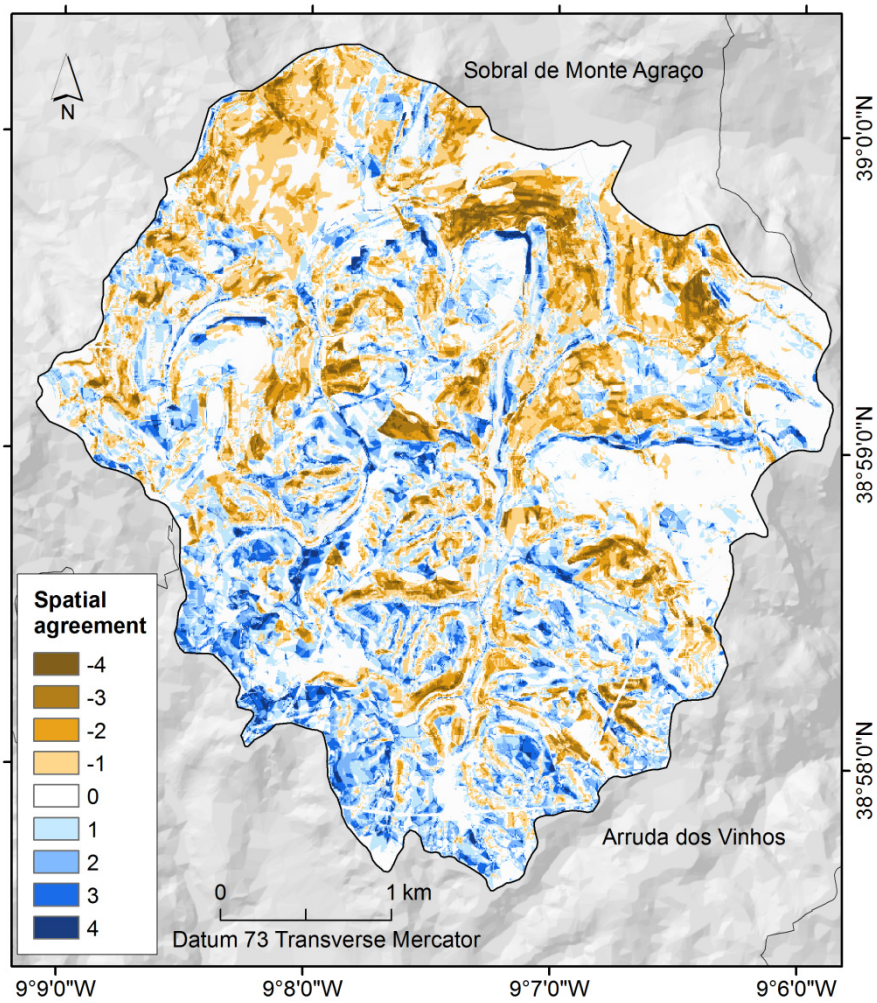 Sobral de Monte Agraço
N
39°0'0"N
38°59'0"N
Spatial
agreement
-4
-3
-2
-1
0
1
2
3
4
38°58'0"N
Arruda dos Vinhos
0 1 km
Datum 73 Transverse Mercator
9°9'0"W 9°8'0"W 9°7'0"W 9°6'0"W